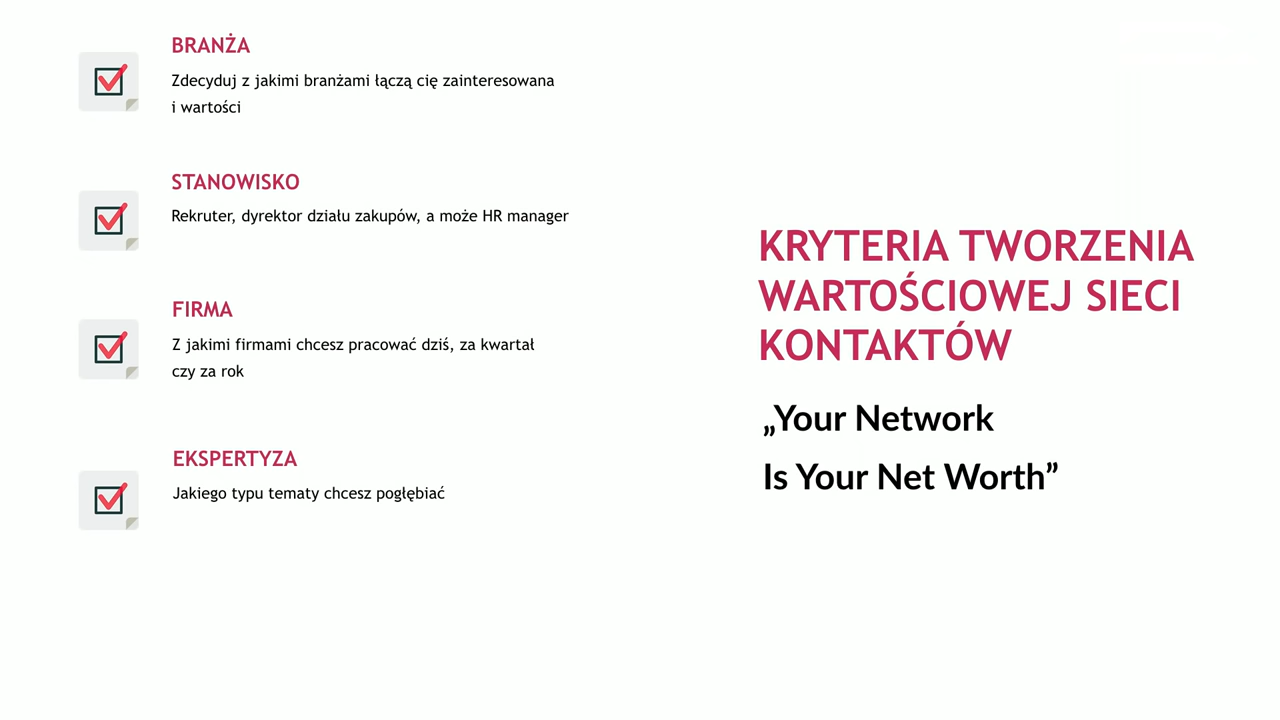 BRANŻA
Zdecyduj z jakimi branżami łączą cię zainteresowana
i wartości
STANOWISKO
Rekruter, dyrektor działu zakupów, a może HR manager
FIRMA
Z jakimi firmami chcesz pracować dziś, za kwartał
czy za rok
EKSPERTYZA
Jakiego typu tematy chcesz pogłębiać
KRYTERIA TWORZENIA
WARTOŚCIOWEJ SIECI
KONTAKTÓW
„Your Network
Is Your Net Worth”